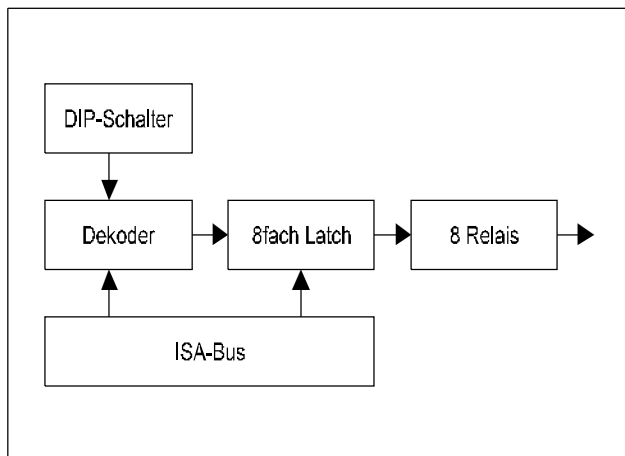 DIP-Schalter
Dekoder
8fach Latch
8 Relais
ISA-Bus